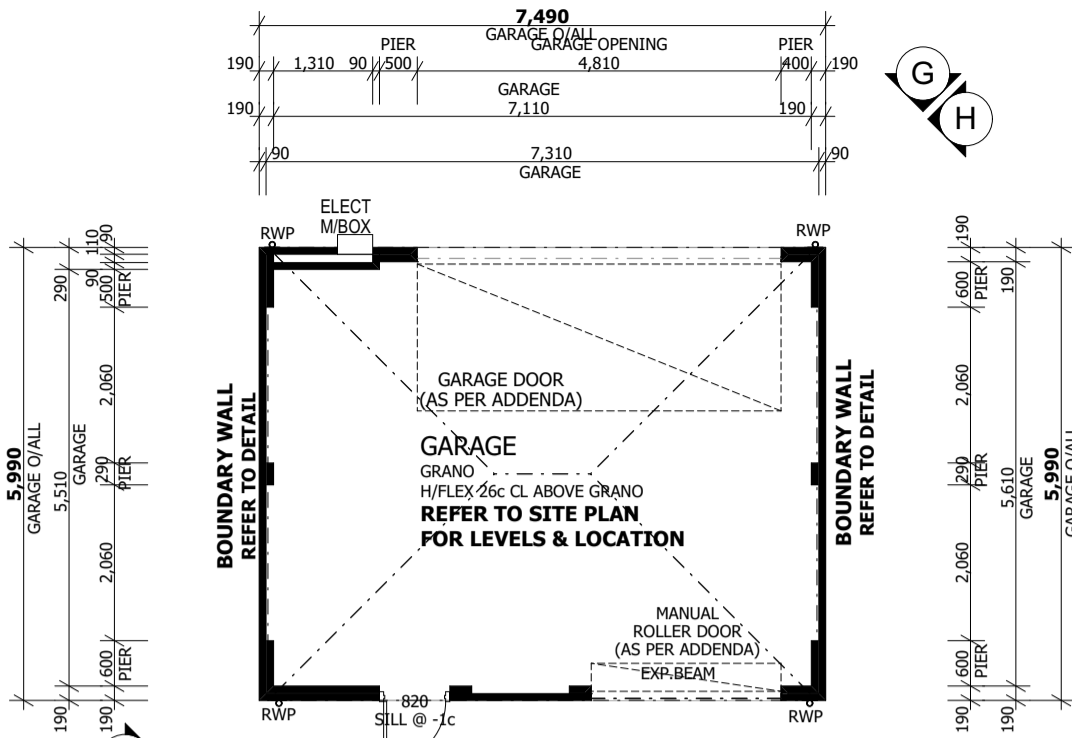 7,490
GARAGE O/ALL
PIER GARAGE OPENING PIER
190 1,310 90 500 4,810 400 190
GARAGE
190 7,110 190
90 7,310 90
GARAGE
G
H
ELECT
M/BOX
RWP
RWP
5,990
GARAGE O/ALL
290
5,510
GARAGE
190
190
110
90
500
PIER
2,060
290
PIER
2,060
600
PIER
190
BOUNDARY WALL
REFER TO DETAIL
GARAGE DOOR
(AS PER ADDENDA)
GARAGE
GRANO
H/FLEX 26c CL ABOVE GRANO
REFER TO SITE PLAN
FOR LEVELS & LOCATION
MANUAL
ROLLER DOOR
(AS PER ADDENDA)
EXP.BEAM
820
SILL @ -1c
RWP
RWP
BOUNDARY WALL
REFER TO DETAIL
190
600
PIER
2,060
290
PIER
2,060
600
PIER
190
190
5,610
GARAGE
190
5,990
GARAGE O/ALL